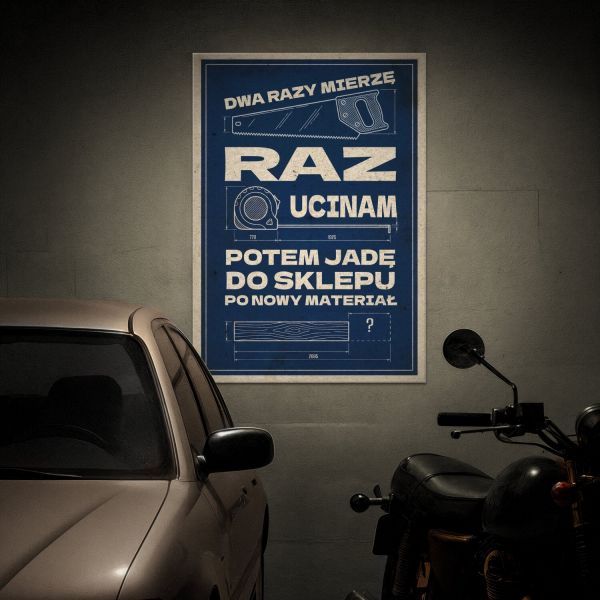 DWA RAZY MIERZĘ
RAZ
UCINAM
POTEM JADĘ
DO SKLEPU
PO NOWY MATERIAŁ
?